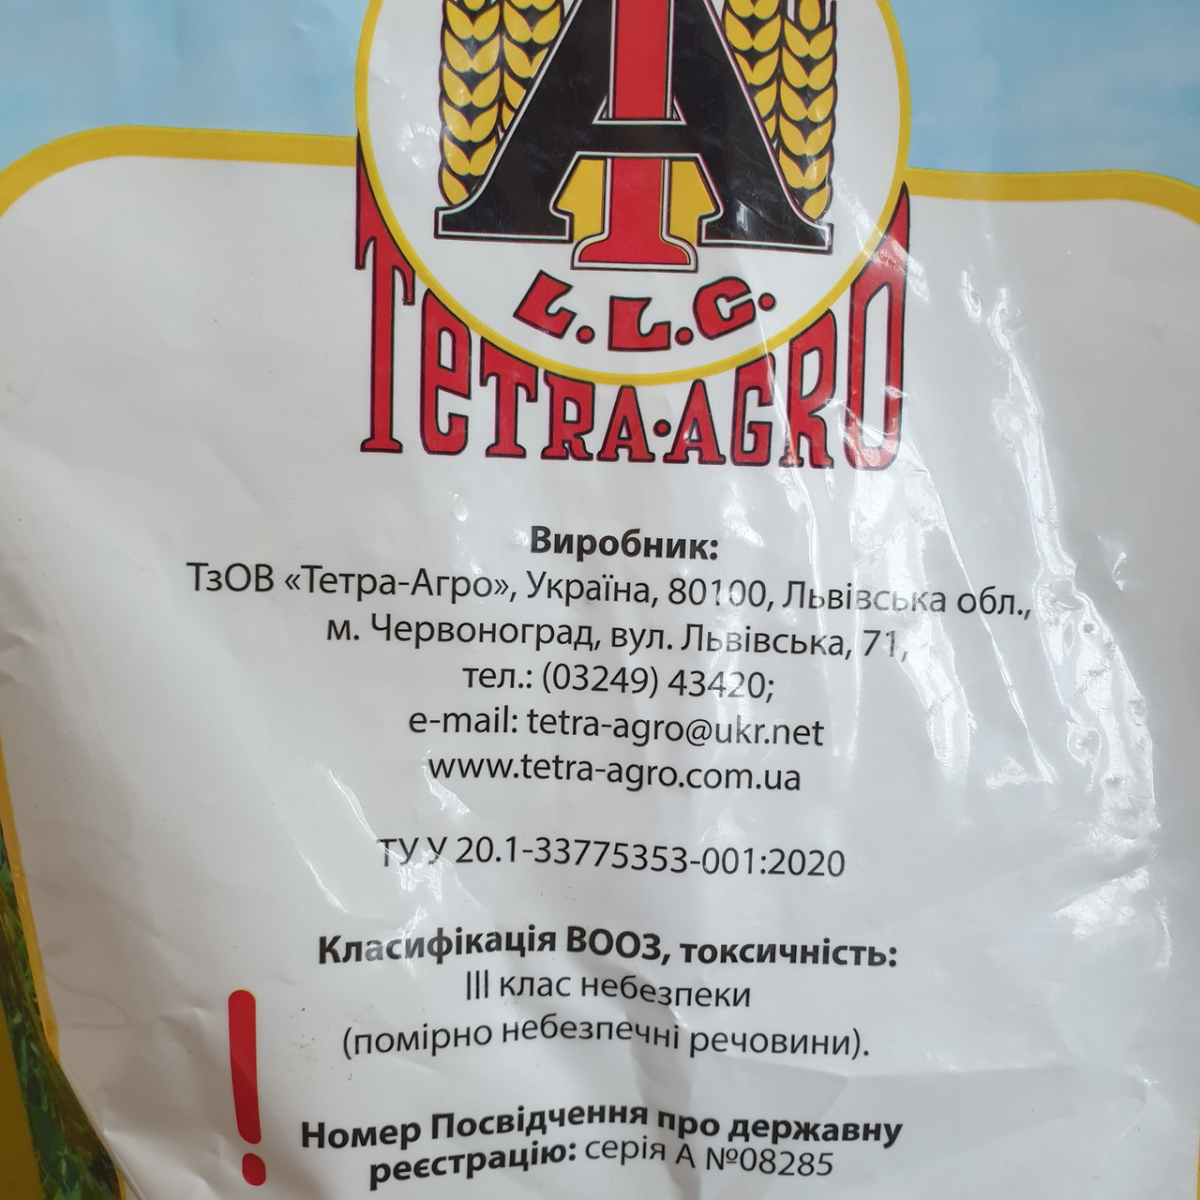 L.L.C.
TETRA·AGRO
Виробник:
ТзОВ «Тетра-Агро», Україна, 80100, Львівська обл.,
м. Червоноград, вул. Львівська, 71,
тел.: (03249) 43420;
e-mail: tetra-agro@ukr.net
www.tetra-agro.com.ua
ТУ У 20.1-33775353-001:2020
Класифікація ВООЗ, токсичність:
III клас небезпеки
(помірно небезпечні речовини).
!
Номер Посвідчення про державну
реєстрацію: серія А №08285